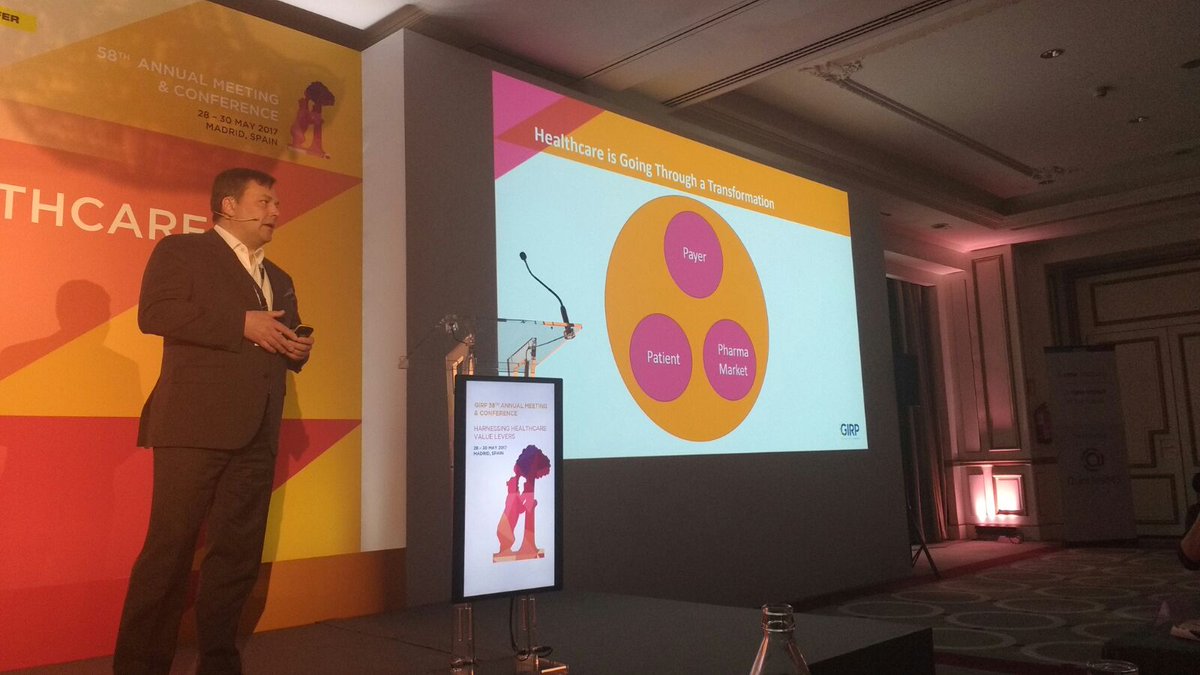 FER
58TH ANNUAL MEETING
& CONFERENCE
28 – 30 MAY 2017
MADRID, SPAIN
THCARE
Healthcare is Going Through a Transformation
Payer
Patient
Pharma
Market
GIRP
GIRP 58TH ANNUAL MEETING
& CONFERENCE
HARNESSING HEALTHCARE
VALUE LEVERS
28 – 30 MAY 2017
MADRID, SPAIN